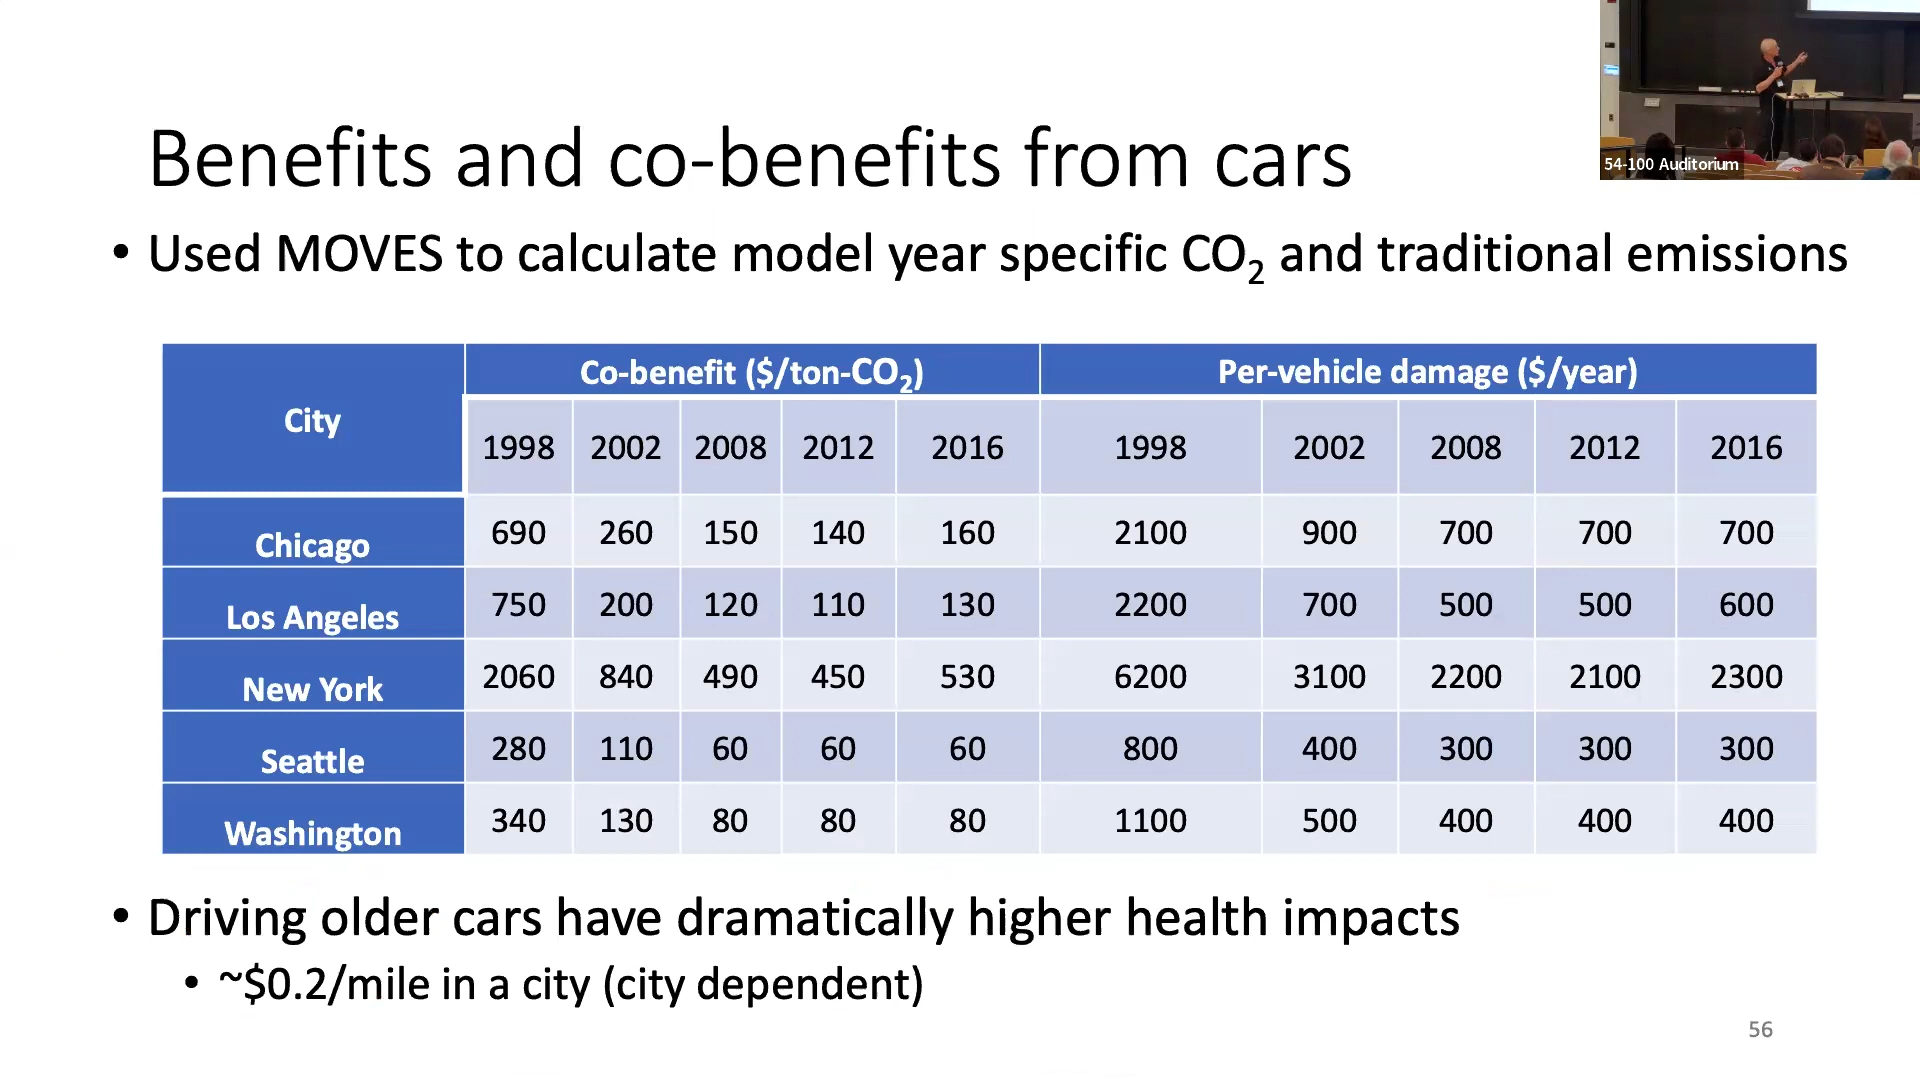 54-100 Auditorium
Benefits and co-benefits from cars
• Used MOVES to calculate model year specific CO2 and traditional emissions
City Co-benefit ($/ton-CO2) Per-vehicle damage ($/year)
1998 2002 2008 2012 2016 1998 2002 2008 2012 2016
Chicago 690 260 150 140 160 2100 900 700 700 700
Los Angeles 750 200 120 110 130 2200 700 500 500 600
New York 2060 840 490 450 530 6200 3100 2200 2100 2300
Seattle 280 110 60 60 60 800 400 300 300 300
Washington 340 130 80 80 80 1100 500 400 400 400
• Driving older cars have dramatically higher health impacts
• ~$0.2/mile in a city (city dependent)
56